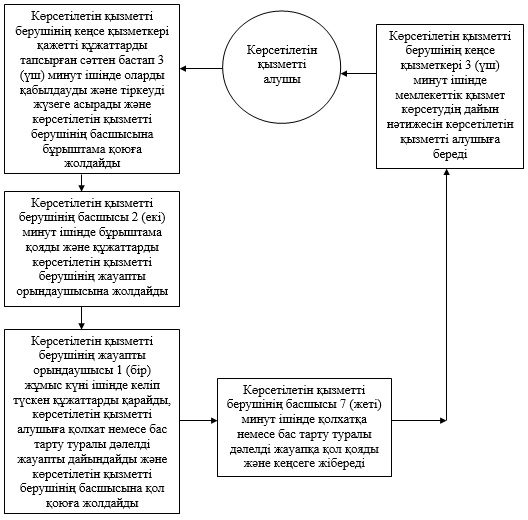 Көрсетілетін қызметті
берушінің кеңсе қызметкері
қажетті құжаттарды
тапсырған сәттен бастап 3
(үш) минут ішінде оларды
қабылдауды және тіркеуді
жүзеге асырады және
көрсетілетін қызметті
берушінің басшысына
бұрыштама қоюға
жолдайды
Көрсетілетін
қызметті
алушы
Көрсетілетін қызметті
берушінің кеңсе
қызметкері 3 (үш) минут
ішінде мемлекеттік қызмет
көрсетудің дайын
нәтижесін көрсетілетін
қызметті алушыға
береді
Көрсетілетін қызметті
берушінің басшысы 2 (екі)
минут ішінде бұрыштама
қояды және құжаттарды
көрсетілетін қызметті
берушінің жауапты
орындаушысына жолдайды
Көрсетілетін қызметті
берушінің жауапты
орындаушысы 1 (бір)
жұмыс күні ішінде келіп
түскен құжаттарды қарайды,
көрсетілетін қызметті
алушыға қолхат немесе бас
тарту туралы дәлелді
жауапты дайындайды және
көрсетілетін қызметті
берушінің басшысына қол
қоюға жолдайды
Көрсетілетін қызметті
берушінің басшысы 7 (жеті)
минут ішінде қолхатқа
немесе бас тарту туралы
дәлелді жауапқа қол қояды
және кеңсеге жібереді